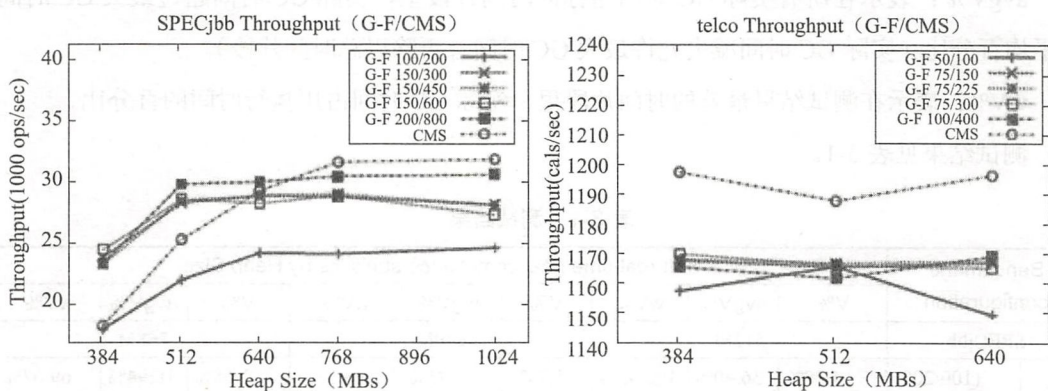 SPECjbb Throughput（G-F/CMS）
Throughput(1000 ops/sec)
40
35
30
25
20
G-F 100/200
G-F 150/300
G-F 150/450
G-F 150/600
G-F 200/800
CMS
384
512
640
768
896
1024
Heap Size（MBs）
telco Throughput（G-F/CMS）
Throughput(cals/sec)
1240
1230
1220
1210
1200
1190
1180
1170
1160
1150
1140
G-F 50/100
G-F 75/150
G-F 75/225
G-F 75/300
G-F 100/400
CMS
384
512
640
Heap Size（MBs）